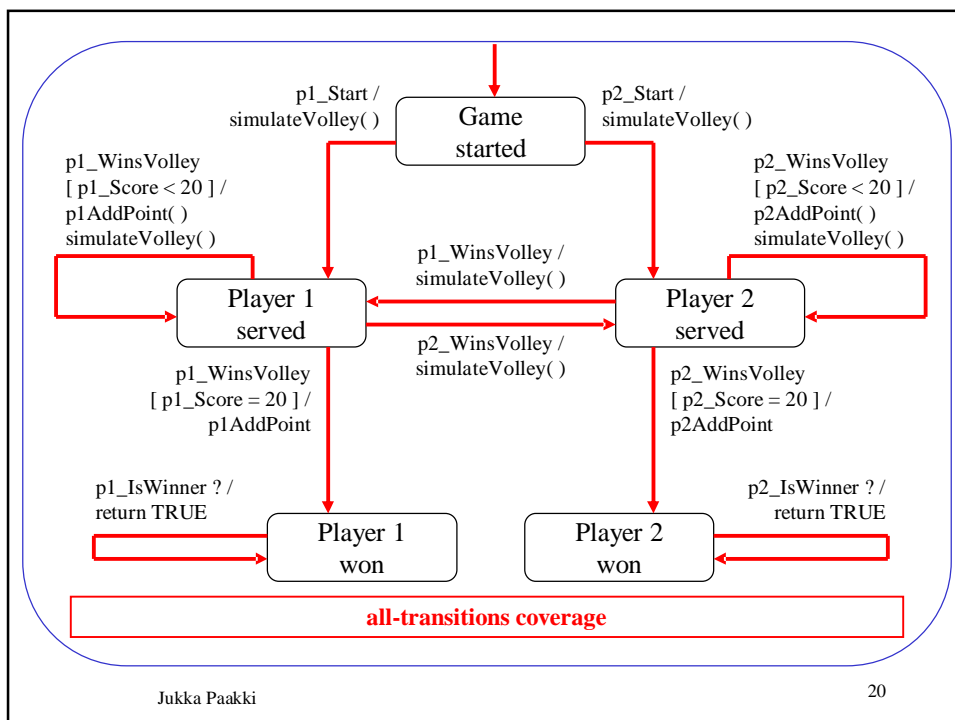 p1_Start /
simulateVolley( )
p2_Start /
simulateVolley( )
Game
started
p1_WinsVolley
[ p1_Score < 20 ] /
p1AddPoint( )
simulateVolley( )
p2_WinsVolley
[ p2_Score < 20 ] /
p2AddPoint( )
simulateVolley( )
p1_WinsVolley /
simulateVolley( )
Player 1
served
Player 2
served
p2_WinsVolley /
simulateVolley( )
p1_WinsVolley
[ p1_Score = 20 ] /
p1AddPoint
p2_WinsVolley
[ p2_Score = 20 ] /
p2AddPoint
p1_IsWinner ? /
return TRUE
p2_IsWinner ? /
return TRUE
Player 1
won
Player 2
won
all-transitions coverage
Jukka Paakki
20